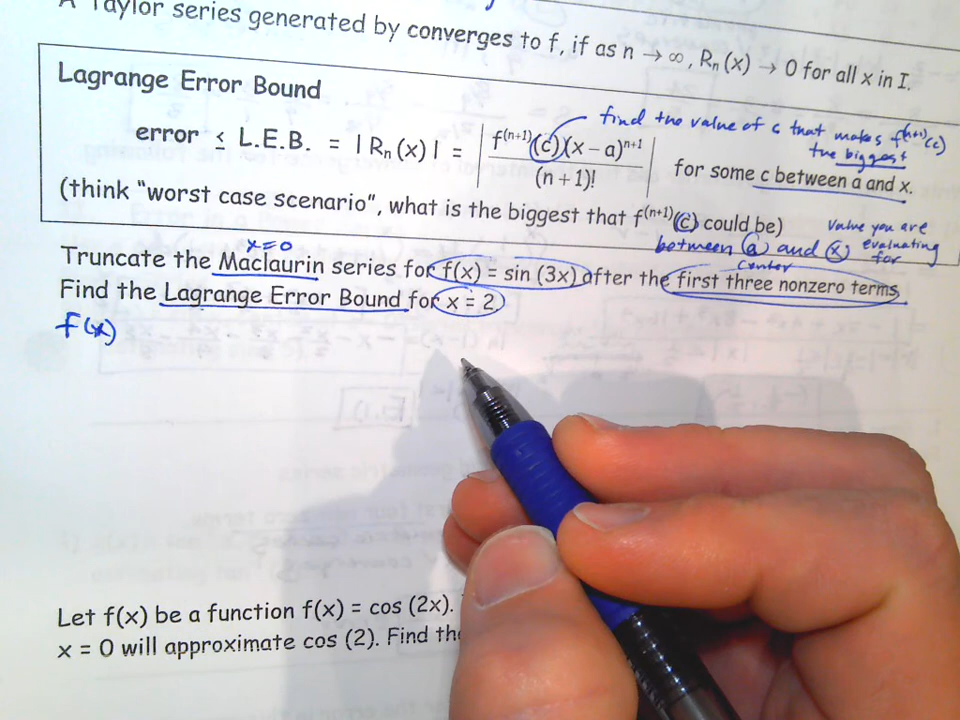 A Taylor series generated by converges to f, if as n → ∞, Rₙ(x) → 0 for all x in I.
Lagrange Error Bound
find the value of c that makes f⁽ⁿ⁺¹⁾(c)
the biggest
error ≤ L.E.B. = | Rₙ(x) | = | f⁽ⁿ⁺¹⁾(c)(x – a)ⁿ⁺¹ / (n + 1)! | for some c between a and x.
(think "worst case scenario", what is the biggest that f⁽ⁿ⁺¹⁾(c) could be)
between a and x value you are evaluating for
center
x=0
Truncate the Maclaurin series for f(x) = sin (3x) after the first three nonzero terms.
Find the Lagrange Error Bound for x = 2.
f(x)
Let f(x) be a function f(x) = cos (2x).
x = 0 will approximate cos (2). Find the